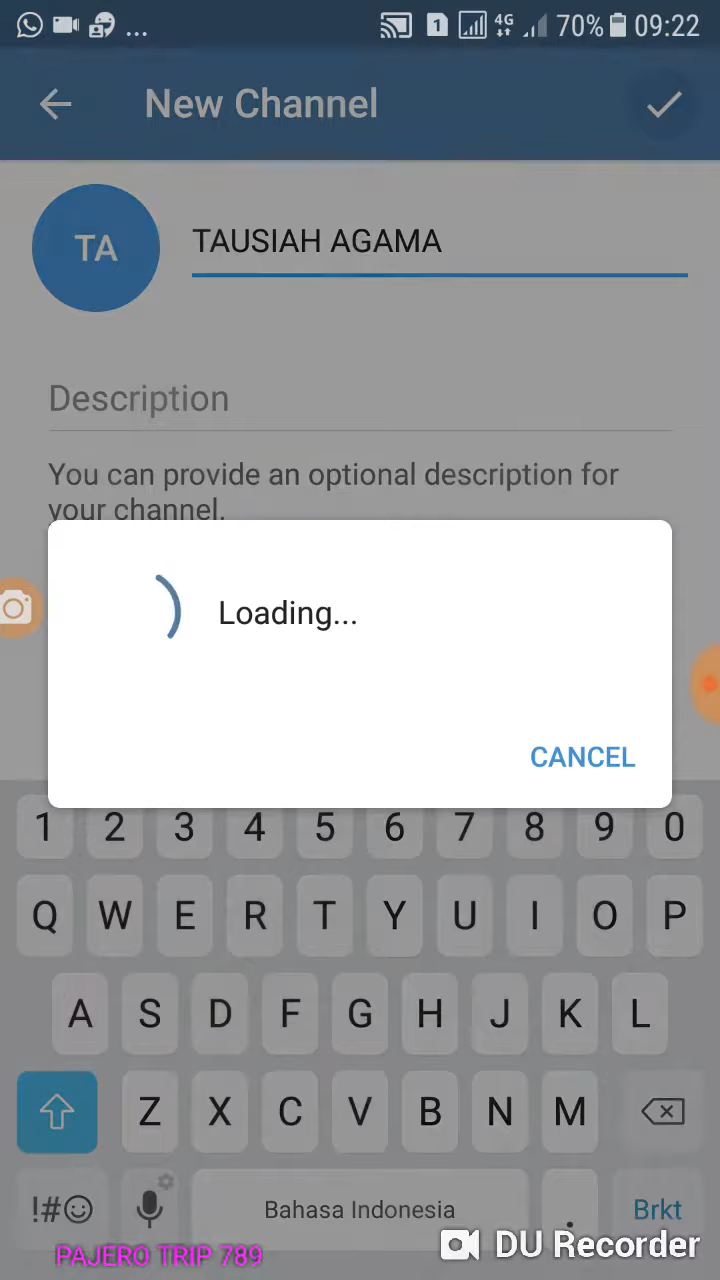 ... 1 4G 70% 09:22
New Channel
TA
TAUSIAH AGAMA
Description
You can provide an optional description for
your channel.
Loading...
CANCEL
1 2 3 4 5 6 7 8 9 0
Q W E R T Y U I O P
A S D F G H J K L
Z X C V B N M
!#☺ Bahasa Indonesia . Brkt
PAJERO TRIP 789
DU Recorder